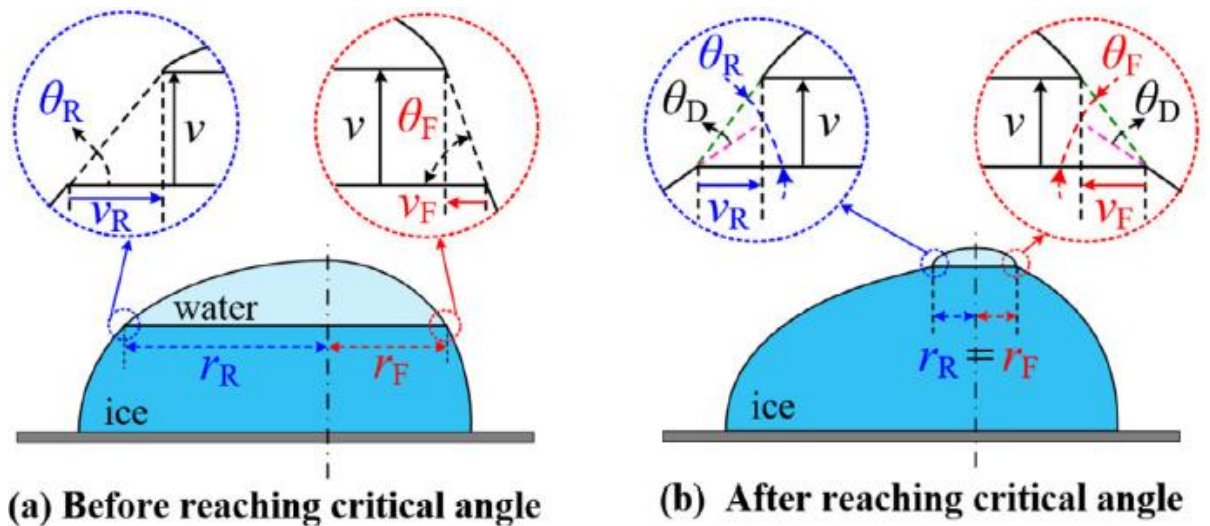 θR
v
vR
v
θF
vF
water
rR
rF
ice
(a) Before reaching critical angle
θR
θD
v
vR
θF
θD
v
vF
rR = rF
ice
(b) After reaching critical angle